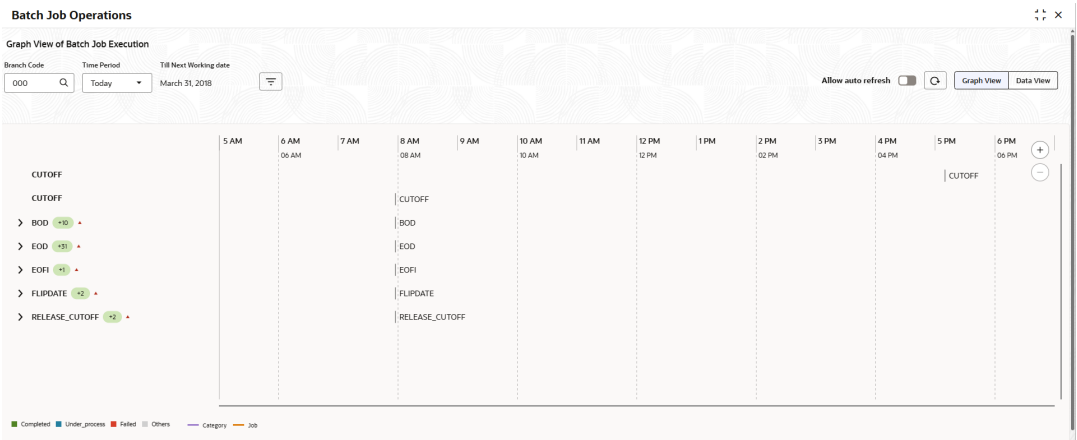 Batch Job Operations
Graph View of Batch Job Execution
Branch Code Time Period Till Next Working date
000 Today March 31, 2018
Allow auto refresh Graph View Data View
5 AM 6 AM 7 AM 8 AM 9 AM 10 AM 11 AM 12 PM 1 PM 2 PM 3 PM 4 PM 5 PM 6 PM
06 AM 08 AM 10 AM 12 PM 02 PM 04 PM 06 PM
CUTOFF CUTOFF
CUTOFF CUTOFF
BOD +10 BOD
EOD +31 EOD
EOFI +1 EOFI
FLIPDATE +2 FLIPDATE
RELEASE_CUTOFF +2 RELEASE_CUTOFF
Completed Under_process Failed Others Category Job